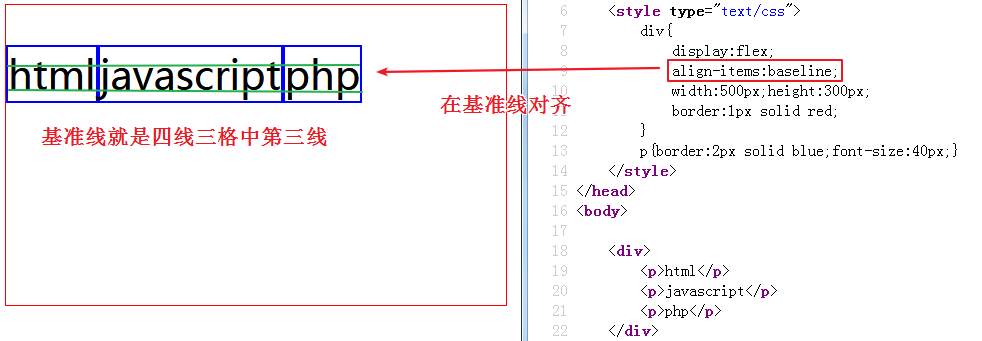 html javascript php
基准线就是四线三格中第三线
在基准线对齐
6 <style type="text/css">
7 div{
8 display:flex;
9 align-items:baseline;
10 width:500px;height:300px;
11 border:1px solid red;
12 }
13 p{border:2px solid blue;font-size:40px;}
14 </style>
15 </head>
16 <body>
17
18 <div>
19 <p>html</p>
20 <p>javascript</p>
21 <p>php</p>
22 </div>